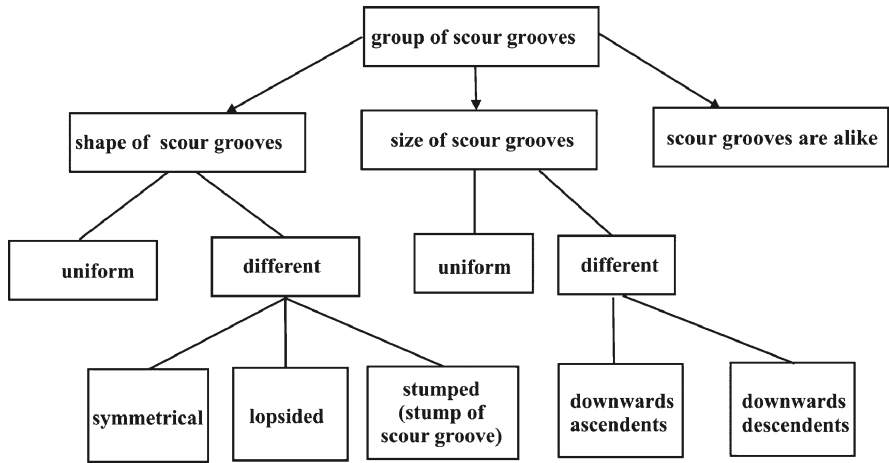 group of scour grooves
shape of scour grooves
size of scour grooves
scour grooves are alike
uniform
different
uniform
different
symmetrical
lopsided
stumped
(stump of
scour groove)
downwards
ascendents
downwards
descendents